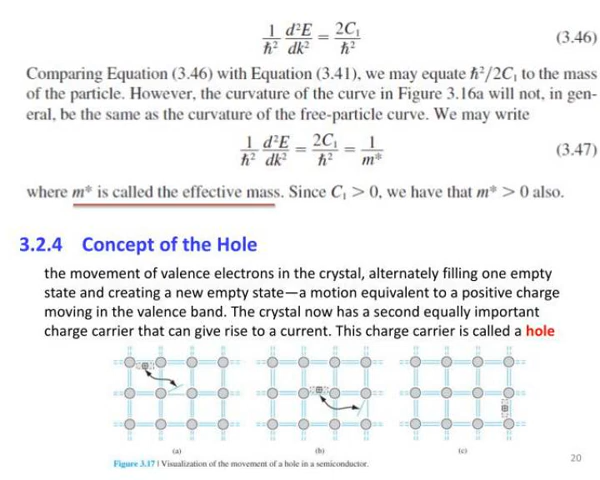 1/ħ² d²E/dk² = 2C₁/ħ² (3.46)
Comparing Equation (3.46) with Equation (3.41), we may equate ħ²/2C₁ to the mass
of the particle. However, the curvature of the curve in Figure 3.16a will not, in gen-
eral, be the same as the curvature of the free-particle curve. We may write
1/ħ² d²E/dk² = 2C₁/ħ² = 1/m* (3.47)
where m* is called the effective mass. Since C₁ > 0, we have that m* > 0 also.
3.2.4 Concept of the Hole
the movement of valence electrons in the crystal, alternately filling one empty
state and creating a new empty state—a motion equivalent to a positive charge
moving in the valence band. The crystal now has a second equally important
charge carrier that can give rise to a current. This charge carrier is called a hole
(a) (b) (c)
Figure 3.17 | Visualization of the movement of a hole in a semiconductor.
20